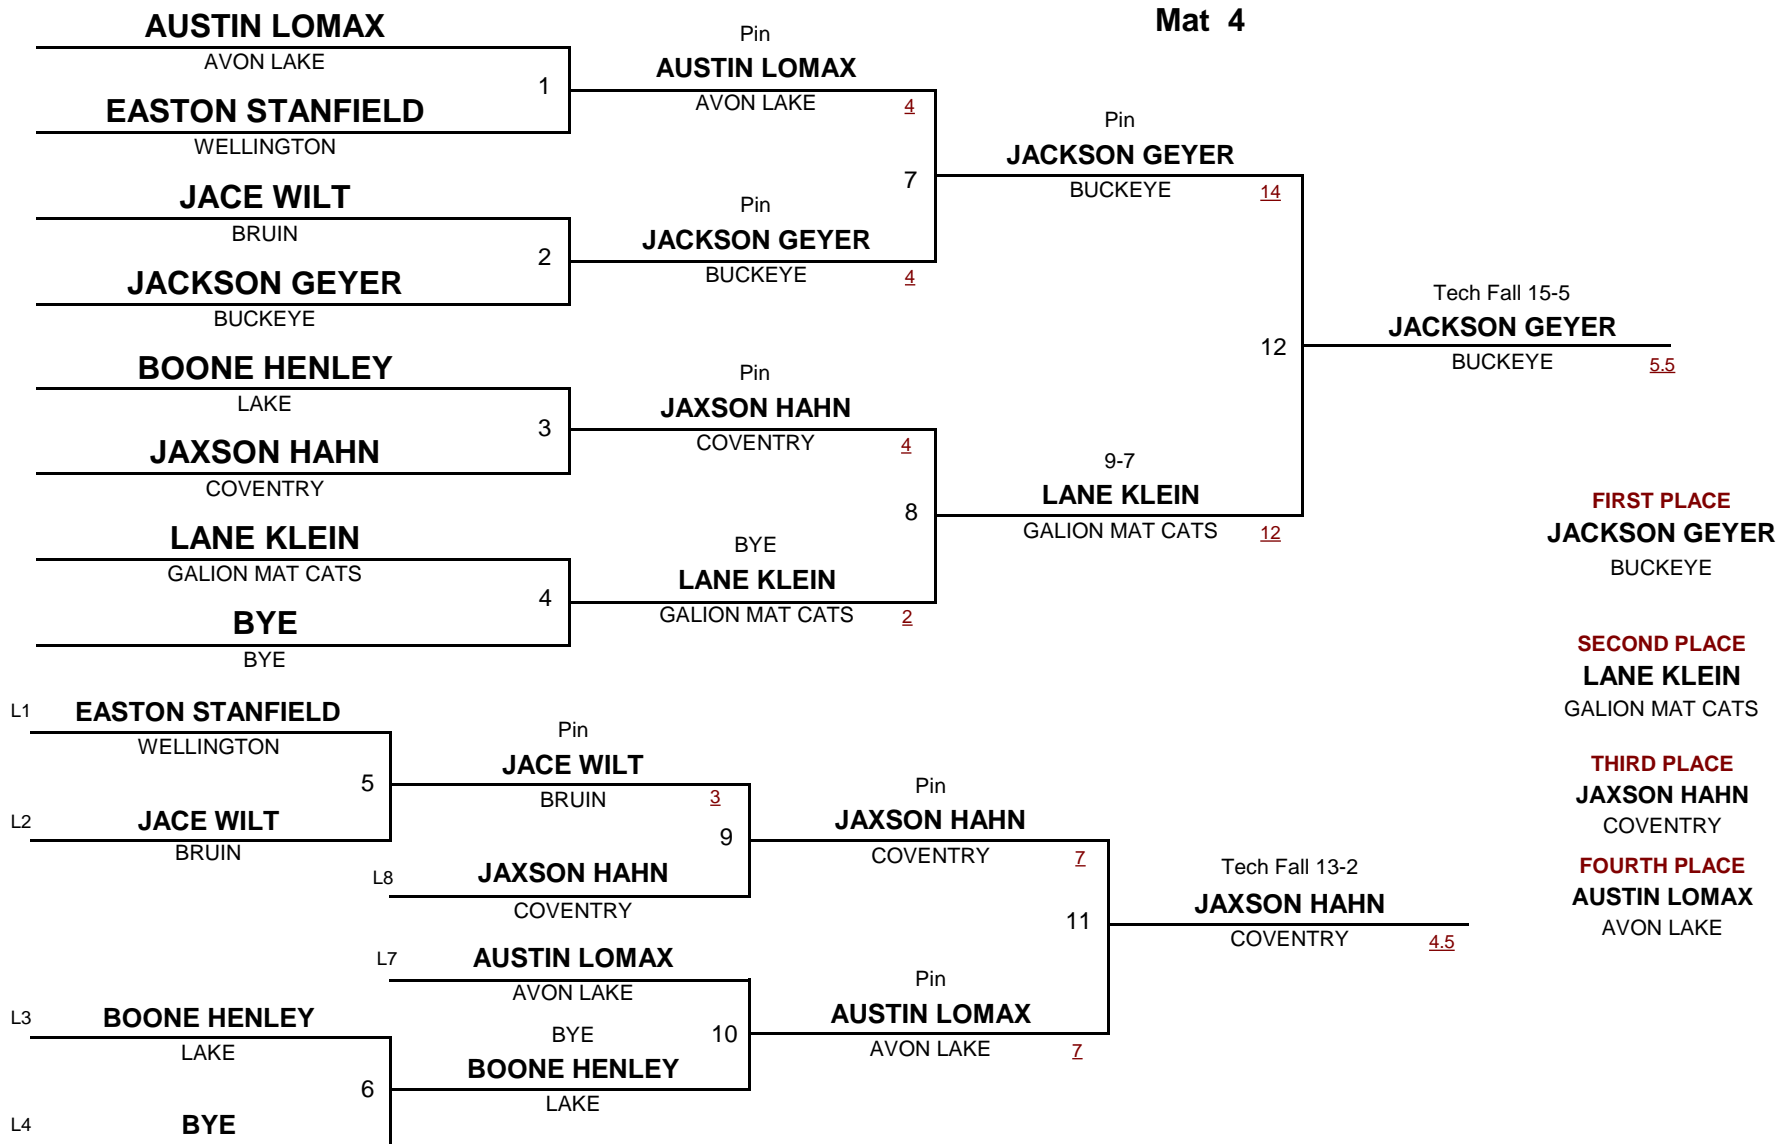 Mat 4
AUSTIN LOMAX
AVON LAKE
1
EASTON STANFIELD
WELLINGTON
JACE WILT
BRUIN
2
JACKSON GEYER
BUCKEYE
BOONE HENLEY
LAKE
3
JAXSON HAHN
COVENTRY
LANE KLEIN
GALION MAT CATS
4
BYE
BYE
Pin
AUSTIN LOMAX
AVON LAKE 4
7
Pin
JACKSON GEYER
BUCKEYE 4
Pin
JAXSON HAHN
COVENTRY 4
8
BYE
LANE KLEIN
GALION MAT CATS 2
Pin
JACKSON GEYER
BUCKEYE 14
12
9-7
LANE KLEIN
GALION MAT CATS 12
Tech Fall 15-5
JACKSON GEYER
BUCKEYE 5.5
FIRST PLACE
JACKSON GEYER
BUCKEYE
SECOND PLACE
LANE KLEIN
GALION MAT CATS
THIRD PLACE
JAXSON HAHN
COVENTRY
FOURTH PLACE
AUSTIN LOMAX
AVON LAKE
L1 EASTON STANFIELD
WELLINGTON
5
L2 JACE WILT
BRUIN
L3 BOONE HENLEY
LAKE
6
L4 BYE
Pin
JACE WILT
BRUIN 3
9
L8 JAXSON HAHN
COVENTRY
L7 AUSTIN LOMAX
AVON LAKE
10
BYE
BOONE HENLEY
LAKE
Pin
JAXSON HAHN
COVENTRY 7
11
Pin
AUSTIN LOMAX
AVON LAKE 7
Tech Fall 13-2
JAXSON HAHN
COVENTRY 4.5